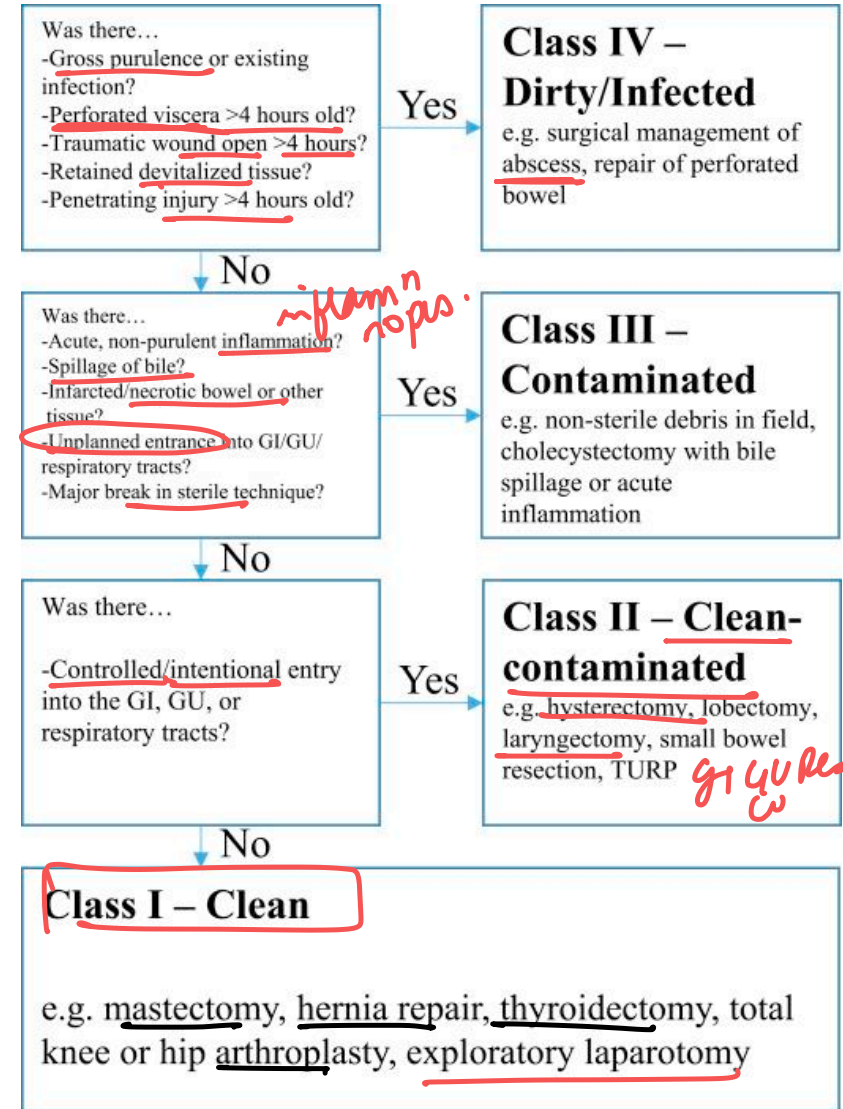 Was there…
-Gross purulence or existing
infection?
-Perforated viscera >4 hours old?
-Traumatic wound open >4 hours?
-Retained devitalized tissue?
-Penetrating injury >4 hours old?
Yes
Class IV –
Dirty/Infected
e.g. surgical management of
abscess, repair of perforated
bowel
No
Was there…
-Acute, non-purulent inflammation?
-Spillage of bile?
-Infarcted/necrotic bowel or other
tissue?
-Unplanned entrance into GI/GU/
respiratory tracts?
-Major break in sterile technique?
inflamn
no pus.
Yes
Class III –
Contaminated
e.g. non-sterile debris in field,
cholecystectomy with bile
spillage or acute
inflammation
No
Was there…
-Controlled/intentional entry
into the GI, GU, or
respiratory tracts?
Yes
Class II – Clean-
contaminated
e.g. hysterectomy, lobectomy,
laryngectomy, small bowel
resection, TURP
GI GU Res
No
Class I – Clean
e.g. mastectomy, hernia repair, thyroidectomy, total
knee or hip arthroplasty, exploratory laparotomy